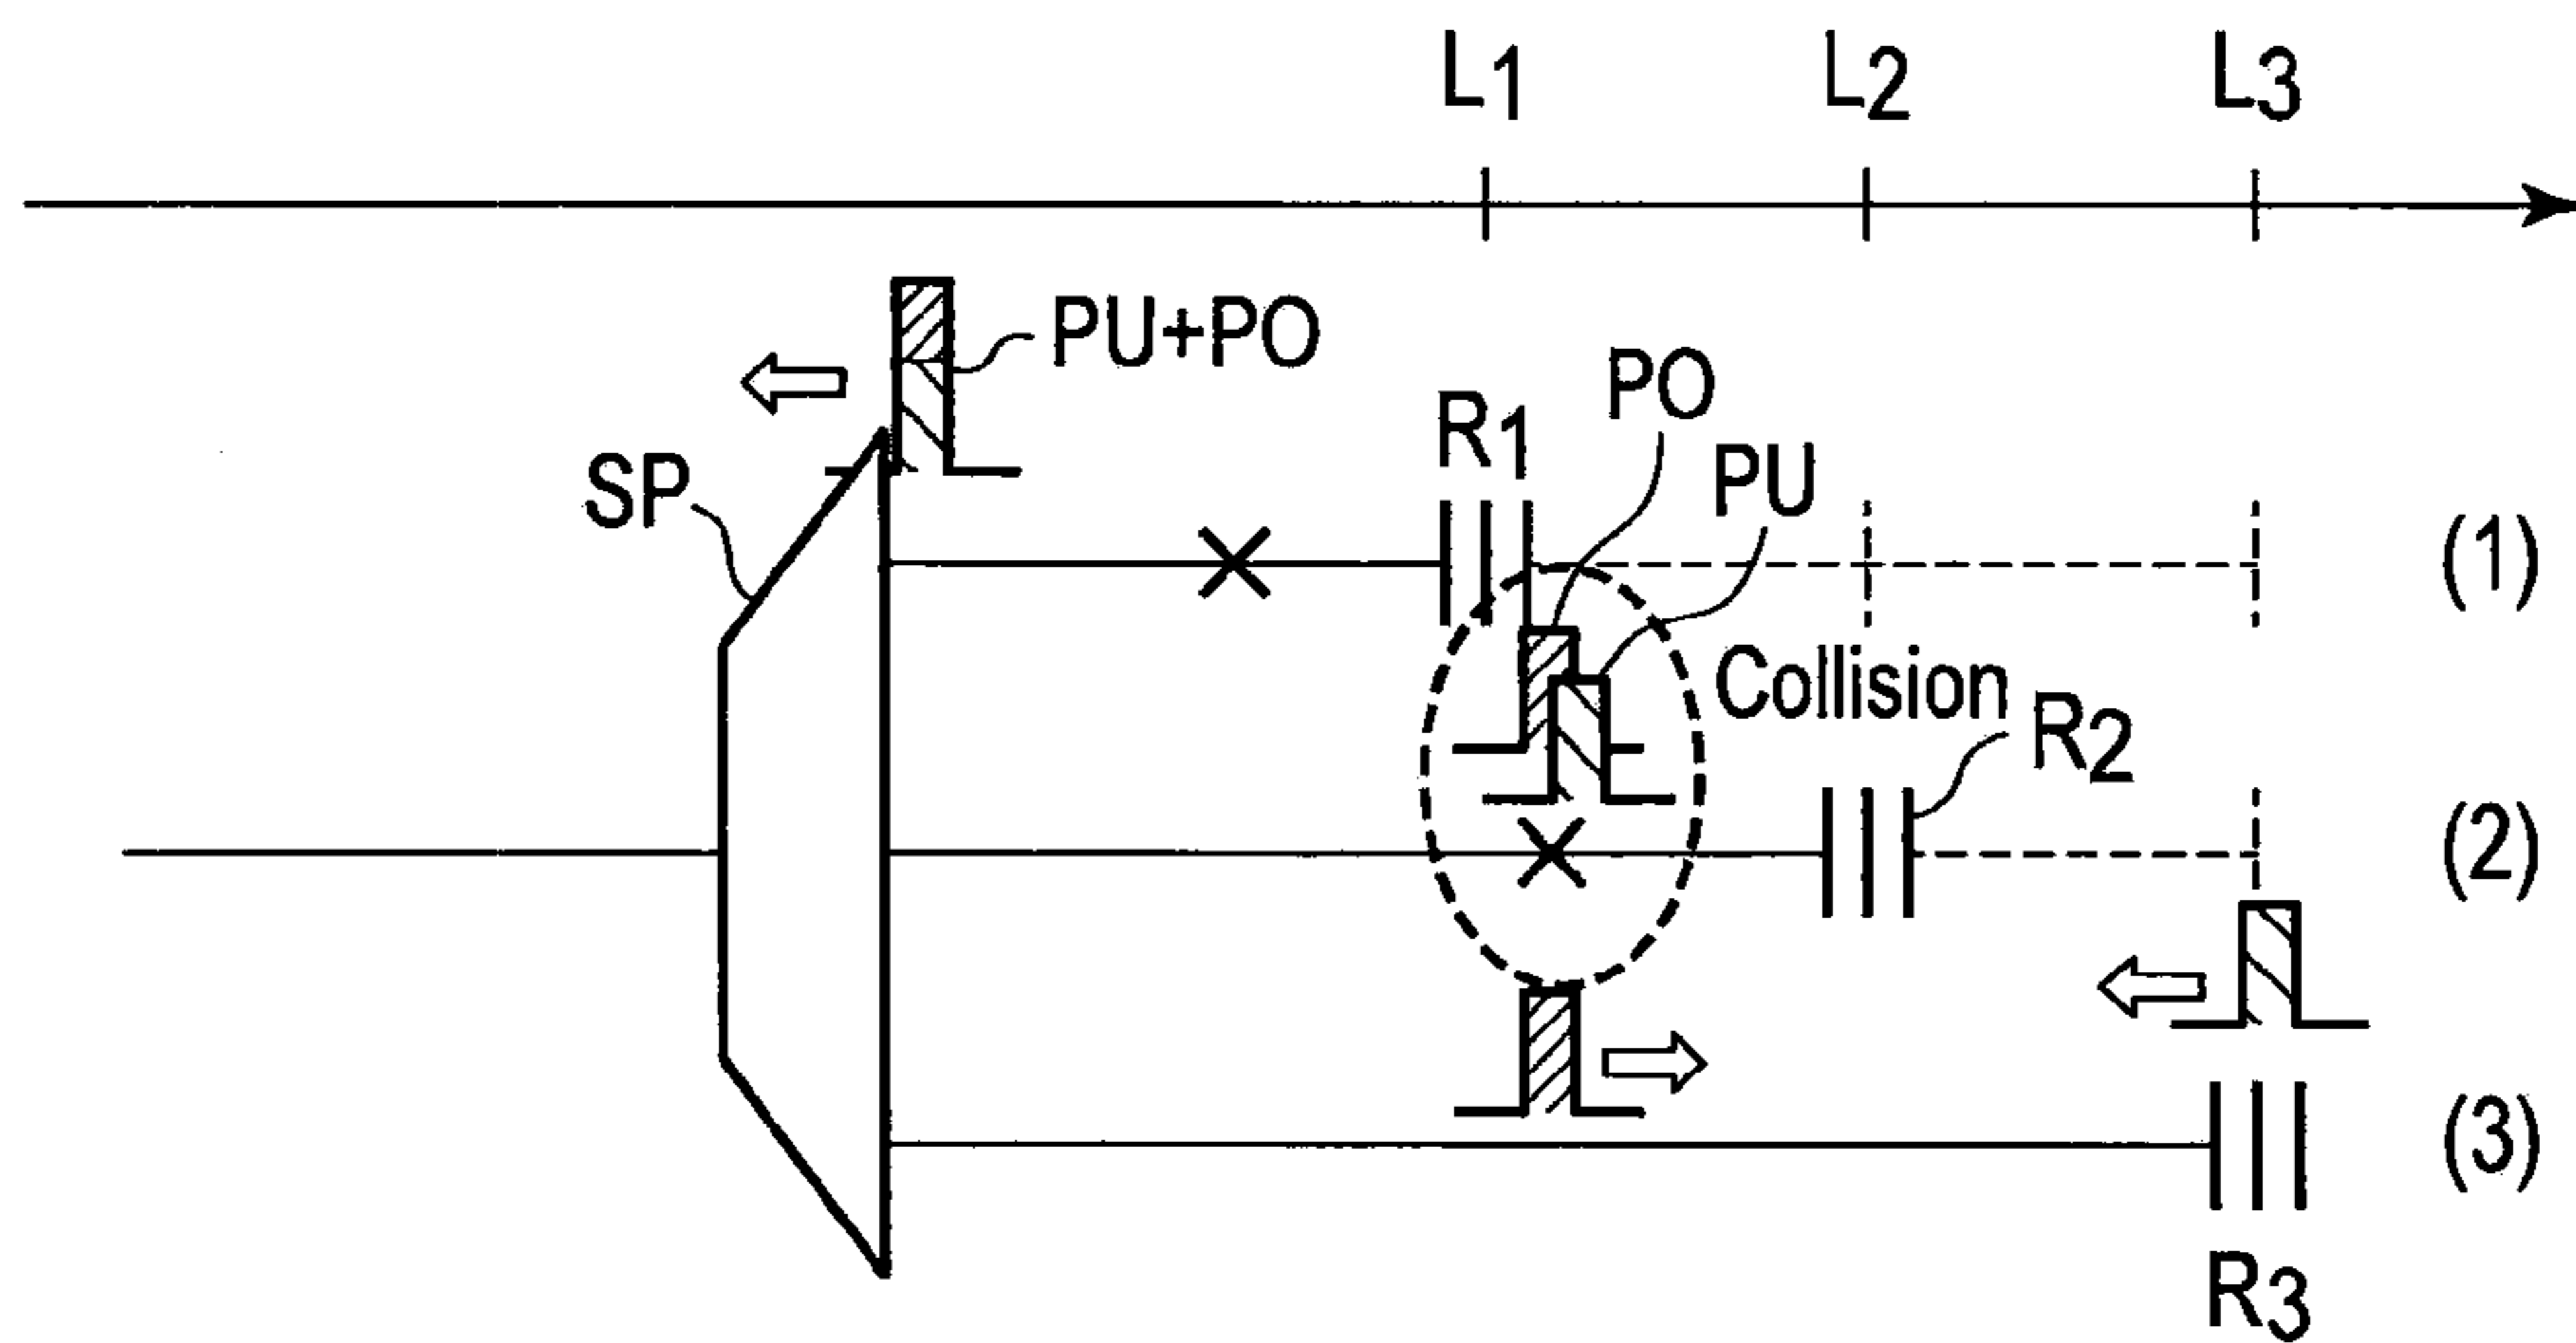 L1 L2 L3
PU+PO
PO
R1
PU
SP
(1)
Collision
R2
(2)
(3)
R3